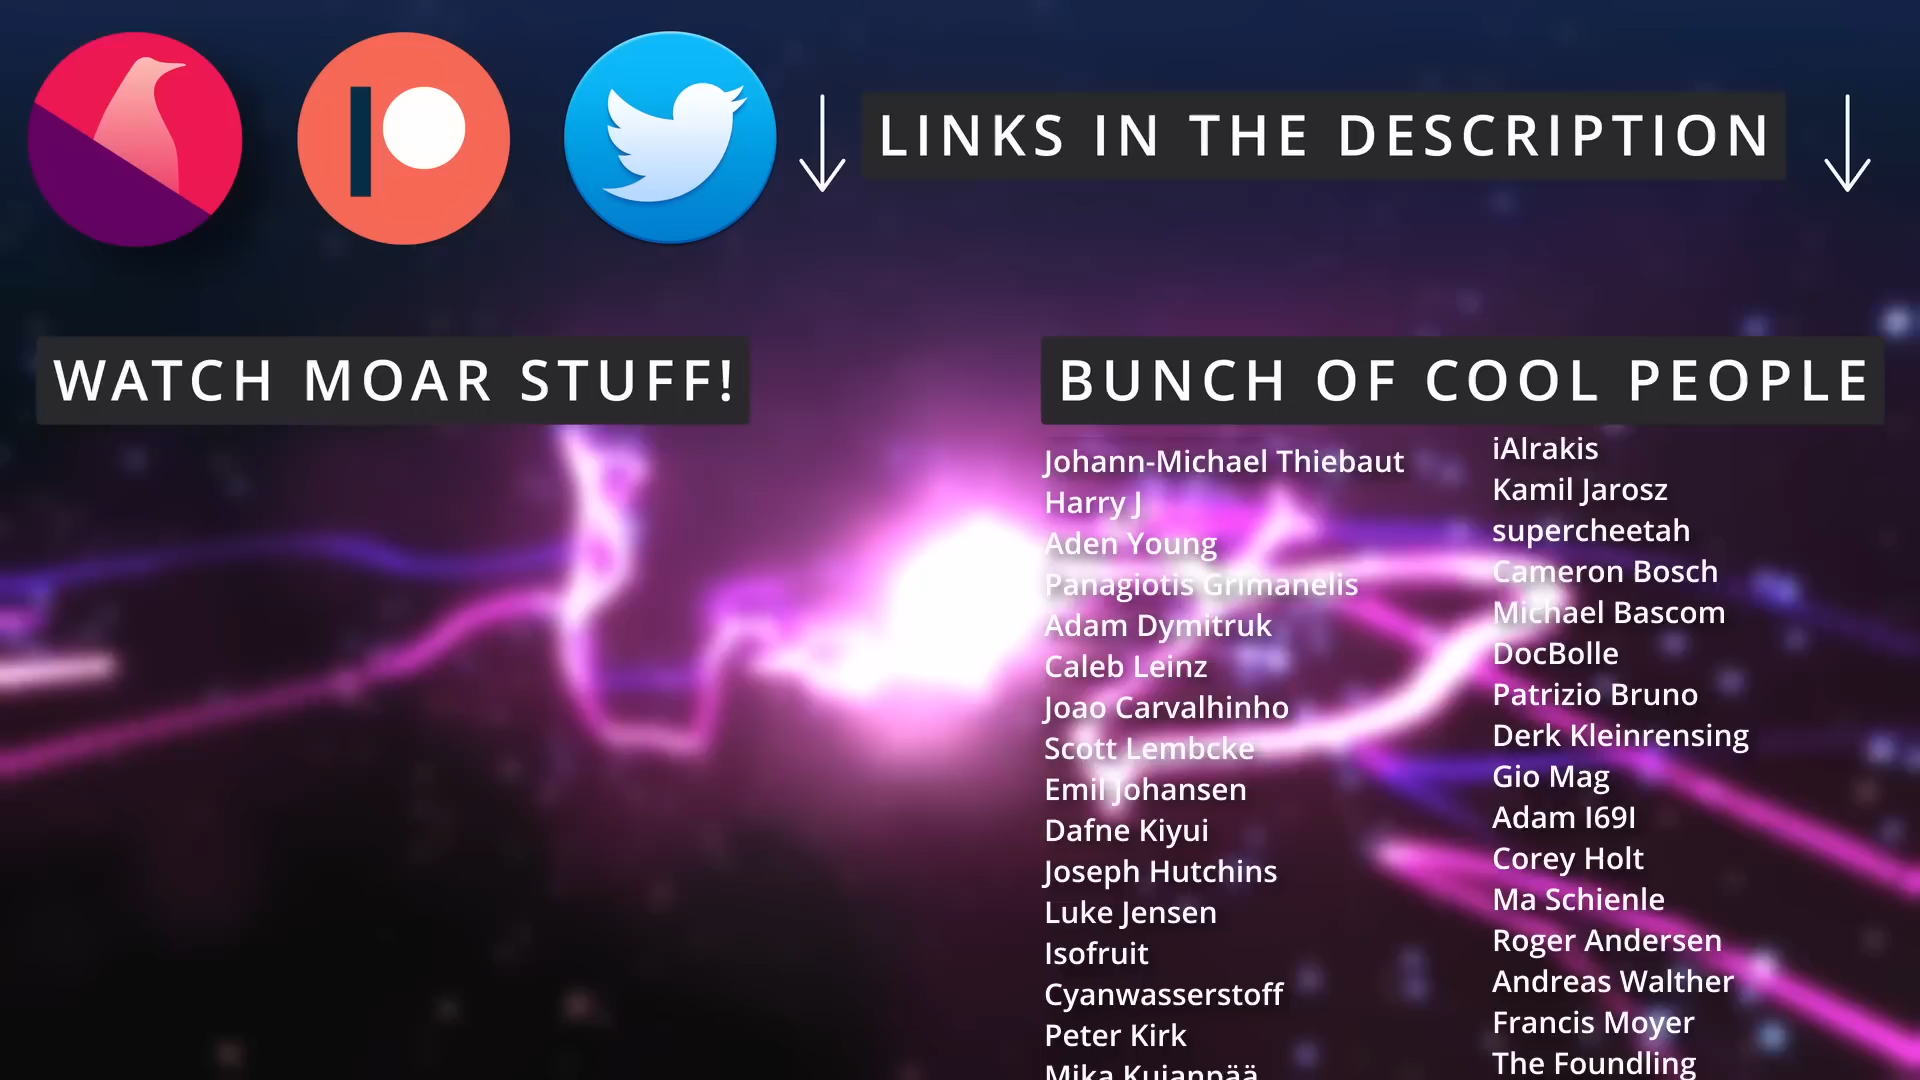 LINKS IN THE DESCRIPTION
WATCH MOAR STUFF!
BUNCH OF COOL PEOPLE
Johann-Michael Thiebaut
Harry J
Aden Young
Panagiotis Grimanelis
Adam Dymitruk
Caleb Leinz
Joao Carvalhinho
Scott Lembcke
Emil Johansen
Dafne Kiyui
Joseph Hutchins
Luke Jensen
Isofruit
Cyanwasserstoff
Peter Kirk
Mika Kujanpää
iAlrakis
Kamil Jarosz
supercheetah
Cameron Bosch
Michael Bascom
DocBolle
Patrizio Bruno
Derk Kleinrensing
Gio Mag
Adam I69I
Corey Holt
Ma Schienle
Roger Andersen
Andreas Walther
Francis Moyer
The Foundling